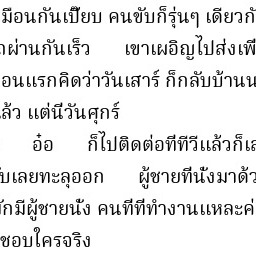 มือนกันเปี๊ยบ คนขับก็รุ่นๆ เดียวกั
ผ่านกันเร็ว เขาเผอิญไปส่งเพื
อนแรกคิดว่าวันเสาร์ ก็กลับบ้านน
ล้ว แต่นี่วันศุกร์
อ๋อ ก็ไปติดต่อที่ทีวีแล้วก็เล
ับเลยทะลุออก ผู้ชายที่นั่งมาด้ว
ักมีผู้ชายนั่ง คนที่ที่ทำงานแหละค่
ชอบใครจริง